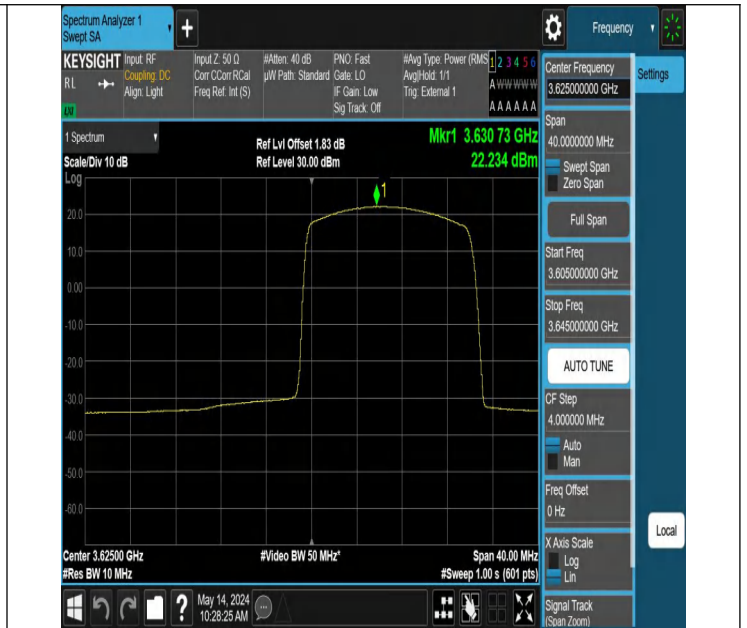 Spectrum Analyzer 1
Swept SA
+
Frequency
KEYSIGHT
RL
Input: RF
Coupling: DC
Align: Light
Input Z: 50 Ω
Corr CCorr RCal
Freq Ref: Int (S)
#Atten: 40 dB
µW Path: Standard
PNO: Fast
Gate: LO
IF Gain: Low
Sig Track: Off
#Avg Type: Power (RMS
Avg|Hold: 1/1
Trig: External 1
1 2 3 4 5 6
A W W W W W
A A A A A A
1 Spectrum
Scale/Div 10 dB
Log
Ref Lvl Offset 1.83 dB
Ref Level 30.00 dBm
Mkr1 3.630 73 GHz
22.234 dBm
1
20.0
10.0
0.00
-10.0
-20.0
-30.0
-40.0
-50.0
-60.0
Center 3.62500 GHz
#Res BW 10 MHz
#Video BW 50 MHz*
Span 40.00 MHz
#Sweep 1.00 s (601 pts)
?
May 14, 2024
10:28:25 AM
Center Frequency
3.625000000 GHz
Settings
Span
40.0000000 MHz
Swept Span
Zero Span
Full Span
Start Freq
3.605000000 GHz
Stop Freq
3.645000000 GHz
AUTO TUNE
CF Step
4.000000 MHz
Auto
Man
Freq Offset
0 Hz
X Axis Scale
Log
Lin
Local
Signal Track
(Span Zoom)